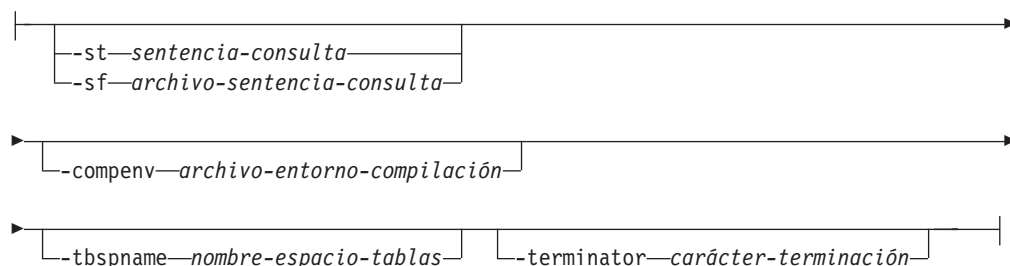 -st sentencia-consulta
-sf archivo-sentencia-consulta
-compenv archivo-entorno-compilación
-tbspname nombre-espacio-tablas -terminator carácter-terminación